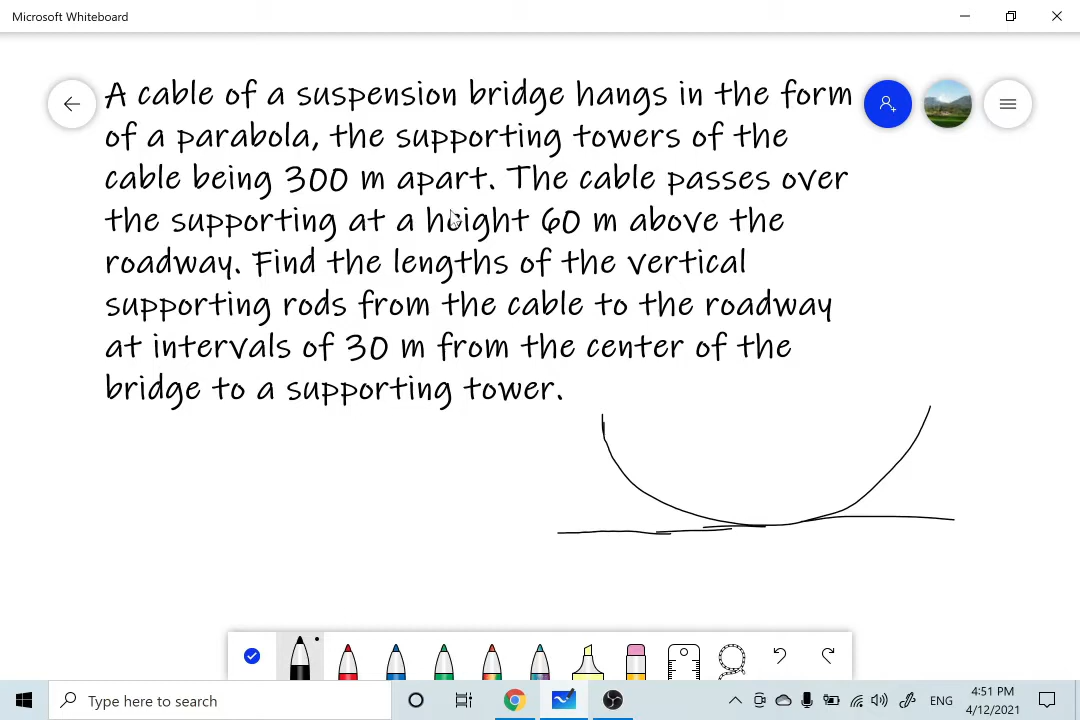 Microsoft Whiteboard
A cable of a suspension bridge hangs in the form
of a parabola, the supporting towers of the
cable being 300 m apart. The cable passes over
the supporting at a height 60 m above the
roadway. Find the lengths of the vertical
supporting rods from the cable to the roadway
at intervals of 30 m from the center of the
bridge to a supporting tower.
Type here to search
ENG
4:51 PM
4/12/2021